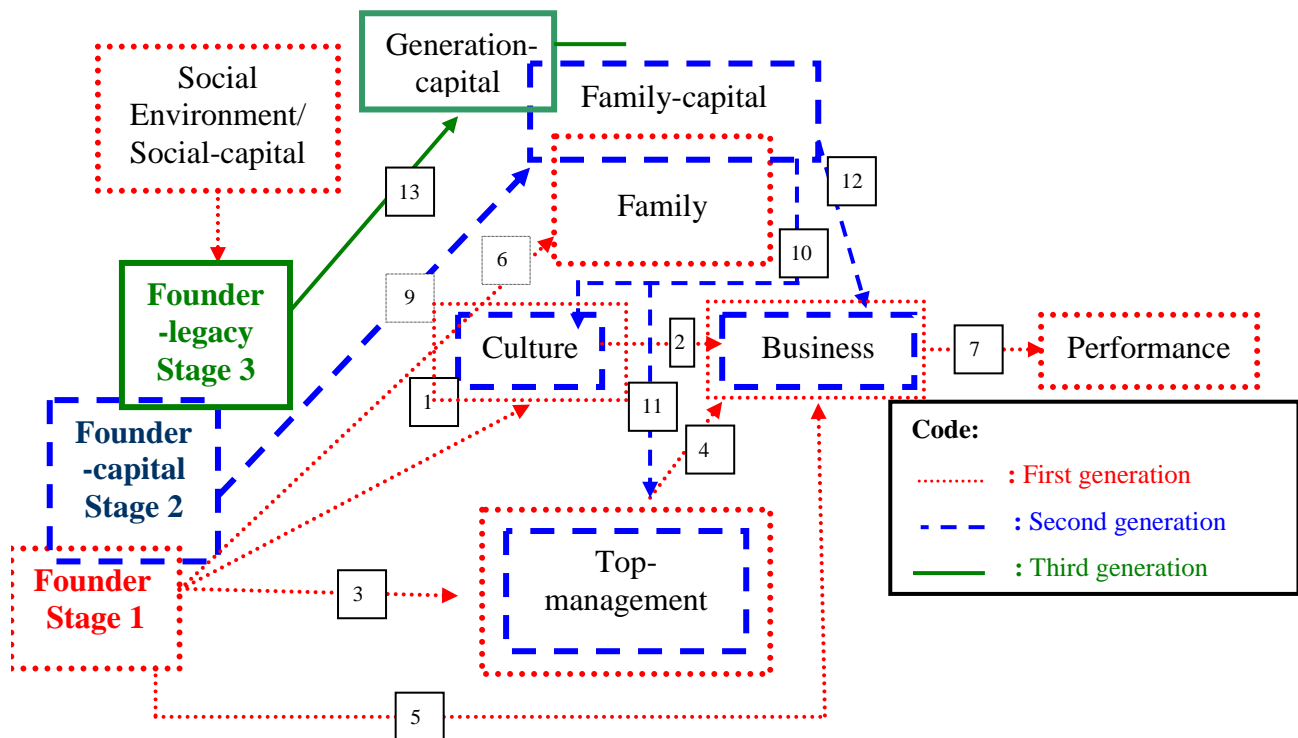 Generation-
capital
Social
Environment/
Social-capital
Family-capital
13
12
Family
6
10
9
Founder
-legacy
Stage 3
Culture
2
Business
7
Performance
1
11
4
Founder
-capital
Stage 2
Code:
: First generation
: Second generation
: Third generation
Founder
Stage 1
3
Top-
management
5